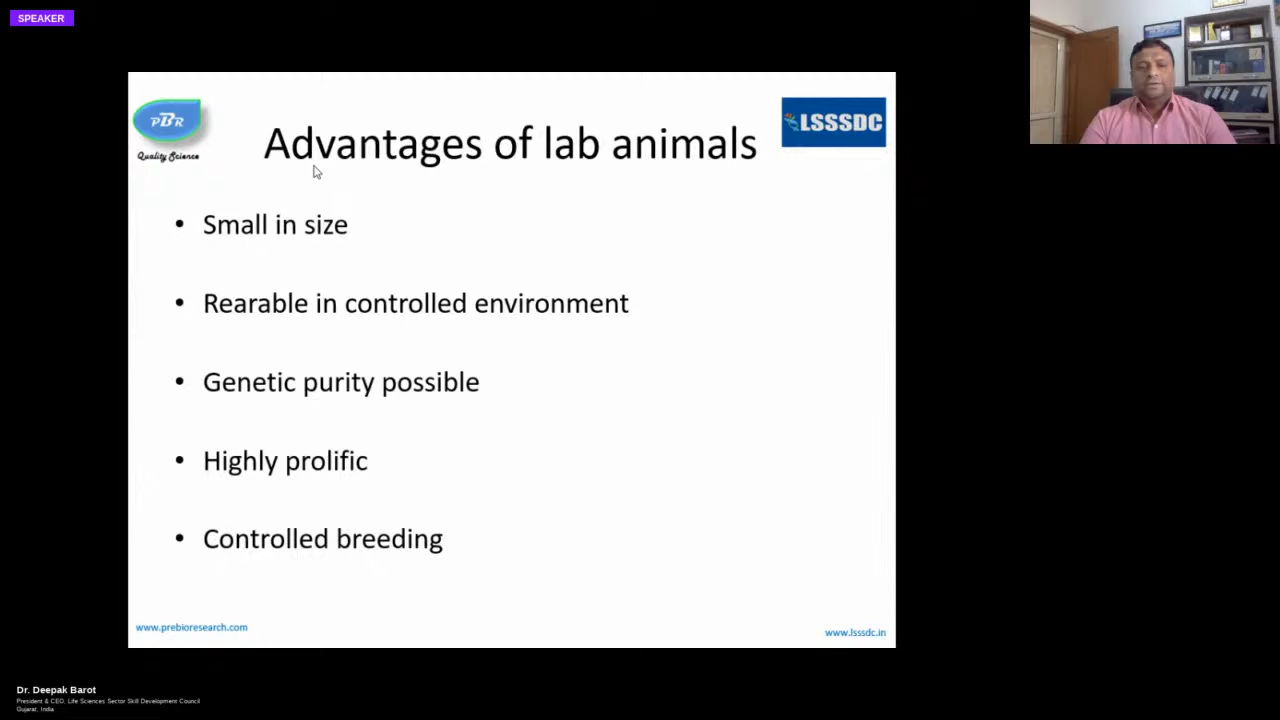 SPEAKER
PBR
Quality Science
Advantages of lab animals
LSSSDC
• Small in size
• Rearable in controlled environment
• Genetic purity possible
• Highly prolific
• Controlled breeding
www.prebioresearch.com
www.lsssdc.in
Dr. Deepak Barot
President & CEO, Life Sciences Sector Skill Development Council
Gujarat, India